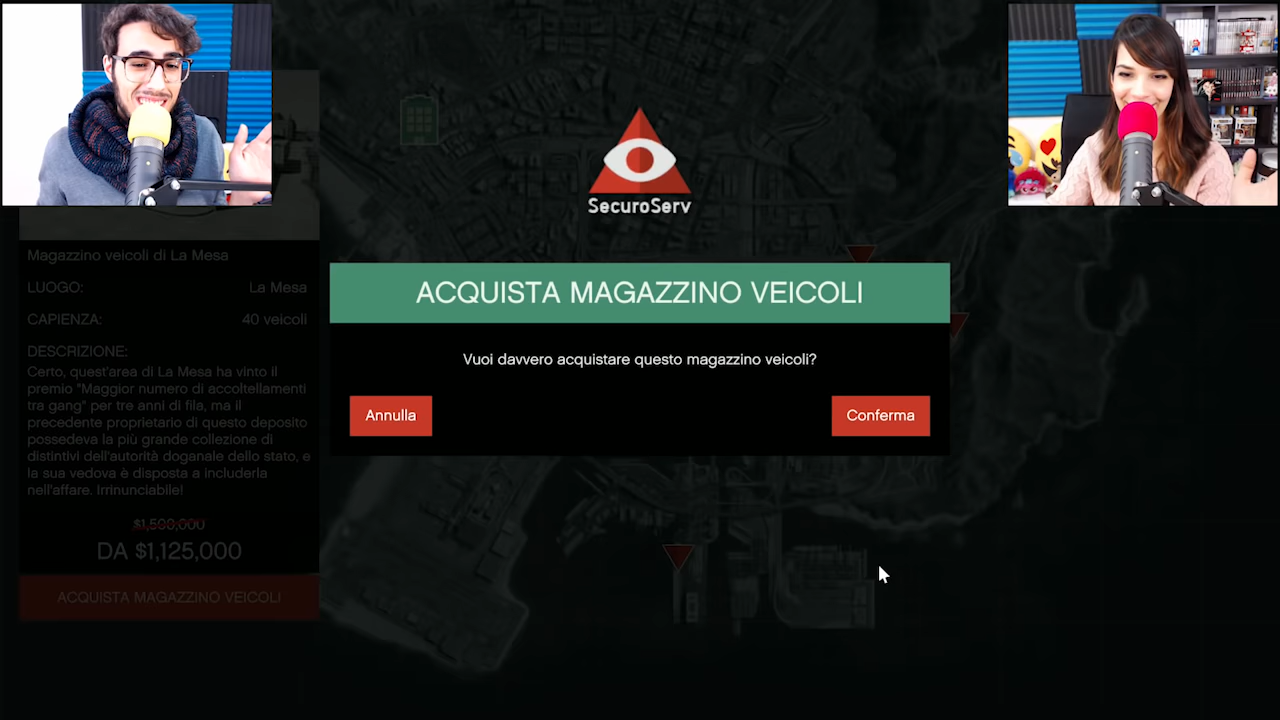 SecuroServ
Magazzino veicoli di La Mesa
LUOGO: La Mesa
CAPIENZA: 40 veicoli
DESCRIZIONE:
Certo, quest'area di La Mesa ha vinto il
premio "Maggior numero di accoltellamenti
tra gang" per tre anni di fila, ma il
precedente proprietario di questo deposito
possedeva la più grande collezione di
distintivi dell'autorità doganale dello stato, e
la sua vedova è disposta a includerla
nell'affare. Irrinunciabile!
$1,500,000
DA $1,125,000
ACQUISTA MAGAZZINO VEICOLI
ACQUISTA MAGAZZINO VEICOLI
Vuoi davvero acquistare questo magazzino veicoli?
Annulla
Conferma